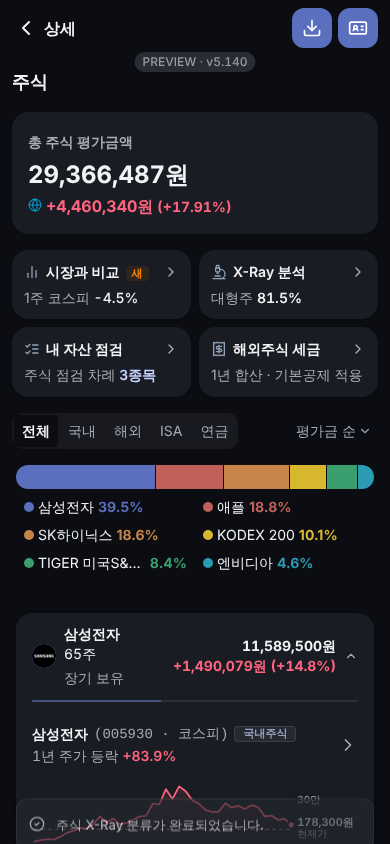 상세
PREVIEW · v5.140
주식
총 주식 평가금액
29,366,487원
+4,460,340원 (+17.91%)
시장과 비교 새
1주 코스피 -4.5%
X-Ray 분석
대형주 81.5%
내 자산 점검
주식 점검 차례 3종목
해외주식 세금
1년 합산 · 기본공제 적용
전체 국내 해외 ISA 연금
평가금 순
삼성전자 39.5%
애플 18.8%
SK하이닉스 18.6%
KODEX 200 10.1%
TIGER 미국S&... 8.4%
엔비디아 4.6%
SAMSUNG
삼성전자
65주
장기 보유
11,589,500원
+1,490,079원 (+14.8%)
삼성전자 (005930 · 코스피) 국내주식
1년 주가 등락 +83.9%
30만
주식 X-Ray 분류가 완료되었습니다.
178,300원
현재가